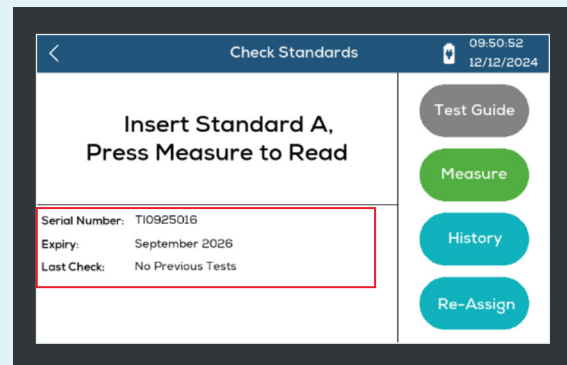 Check Standards
09:50:52
12/12/2024
Insert Standard A,
Press Measure to Read
Serial Number: TI0925016
Expiry: September 2026
Last Check: No Previous Tests
Test Guide
Measure
History
Re-Assign